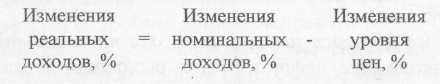 Изменения Изменения Изменения
реальных = номинальных - уровня
доходов, % доходов, % цен, %